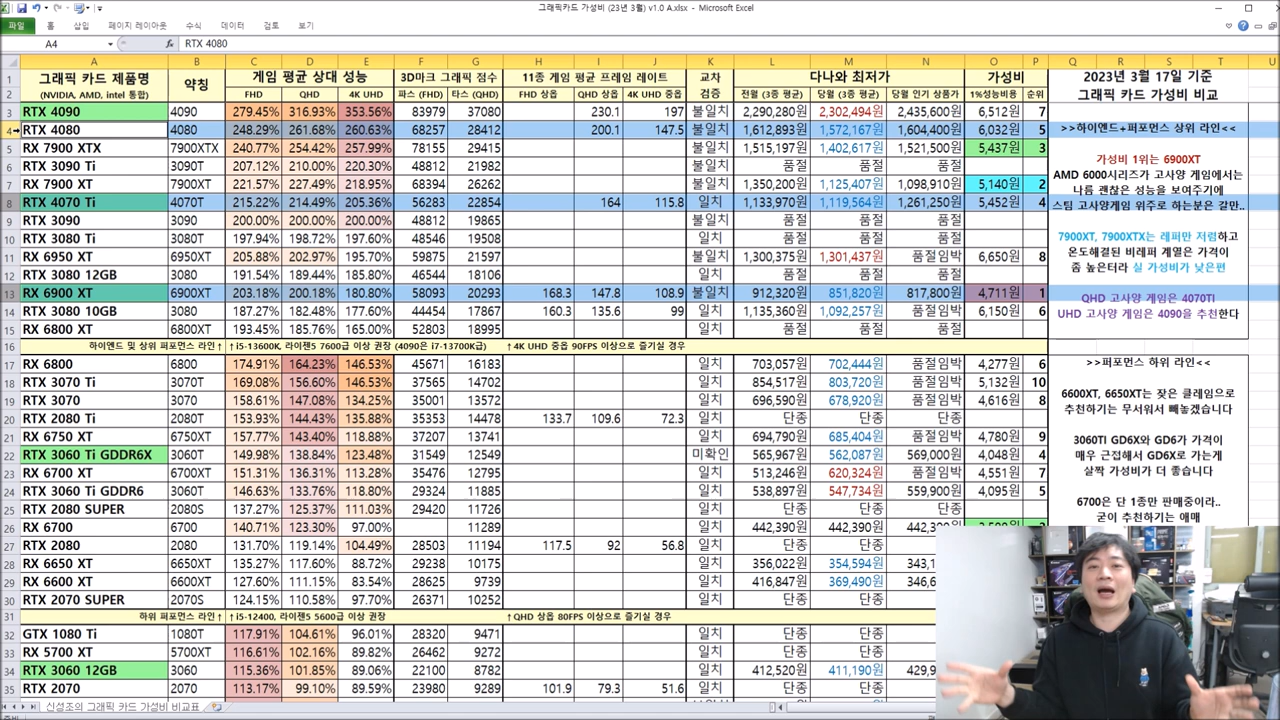 그래픽카드 가성비 (23년 3월) v1.0 A.xlsx - Microsoft Excel
파일 홈 삽입 페이지 레이아웃 수식 데이터 검토 보기
A4 fx RTX 4080
A B C D E F G H I J K L M N O P Q R S T U
1 그래픽 카드 제품명 약칭 게임 평균 상대 성능 3D마크 그래픽 점수 11종 게임 평균 프레임 레이트 교차 다나와 최저가 가성비 2023년 3월 17일 기준
2 (NVIDIA, AMD, intel 통합) FHD QHD 4K UHD 파스 (FHD) 타스 (QHD) FHD 상옵 QHD 상옵 4K UHD 중옵 검증 전월 (3종 평균) 당월 (3종 평균) 당월 인기 상품가 1%성능비용 순위 그래픽 카드 가성비 비교
3 RTX 4090 4090 279.45% 316.93% 353.56% 83979 37080 230.1 197 불일치 2,290,280원 2,302,494원 2,435,600원 6,512원 7
4 RTX 4080 4080 248.29% 261.68% 260.63% 68257 28412 200.1 147.5 불일치 1,612,893원 1,572,167원 1,604,400원 6,032원 5 >>하이엔드+퍼포먼스 상위 라인<<
5 RX 7900 XTX 7900XTX 240.77% 254.42% 257.99% 78155 29415 불일치 1,515,197원 1,402,617원 1,521,500원 5,437원 3
6 RTX 3090 Ti 3090T 207.12% 210.00% 220.30% 48812 21982 불일치 품절 품절 품절 가성비 1위는 6900XT
7 RX 7900 XT 7900XT 221.57% 227.49% 218.95% 68394 26262 불일치 1,350,200원 1,125,407원 1,098,910원 5,140원 2 AMD 6000시리즈가 고사양 게임에서는
나름 괜찮은 성능을 보여주기에
8 RTX 4070 Ti 4070T 215.22% 214.49% 205.36% 56283 22854 164 115.8 불일치 1,133,970원 1,119,564원 1,261,250원 5,452원 4 스팀 고사양게임 위주로 하는분은 갈만..
9 RTX 3090 3090 200.00% 200.00% 200.00% 48812 19865 불일치 품절 품절 품절
10 RTX 3080 Ti 3080T 197.94% 198.72% 197.60% 48546 19508 일치 품절 품절 품절 7900XT, 7900XTX는 레퍼만 저렴하고
11 RX 6950 XT 6950XT 205.88% 202.97% 195.70% 59875 21597 불일치 1,300,375원 1,301,437원 품절임박 6,650원 8 온도해결된 비레퍼 계열은 가격이
12 RTX 3080 12GB 3080 191.54% 189.44% 185.80% 46544 18106 일치 품절 품절 품절 좀 높은터라 실 가성비가 낮은편
13 RX 6900 XT 6900XT 203.18% 200.18% 180.80% 58093 20293 168.3 147.8 108.9 불일치 912,320원 851,820원 817,800원 4,711원 1 QHD 고사양 게임은 4070TI
14 RTX 3080 10GB 3080 187.27% 182.48% 177.60% 44454 17867 160.3 135.6 99 일치 1,135,360원 1,092,257원 품절임박 6,150원 6 UHD 고사양 게임은 4090을 추천한다
15 RX 6800 XT 6800XT 193.45% 185.76% 165.00% 52803 18995 일치 품절 품절 품절
16 하이엔드 및 상위 퍼포먼스 라인↑ ↑i5-13600K, 라이젠5 7600급 이상 권장 (4090은 i7-13700K급) ↑4K UHD 중옵 90FPS 이상으로 즐기실 경우
17 RX 6800 6800 174.91% 164.23% 146.53% 45671 16183 일치 703,057원 702,444원 품절임박 4,277원 6 >>퍼포먼스 하위 라인<<
18 RTX 3070 Ti 3070T 169.08% 156.60% 146.53% 37565 14702 일치 854,517원 803,720원 품절임박 5,132원 10
19 RTX 3070 3070 158.61% 147.08% 134.25% 35001 13572 일치 696,590원 678,920원 품절임박 4,616원 8 6600XT, 6650XT는 잦은 클레임으로
20 RTX 2080 Ti 2080T 153.93% 144.43% 135.88% 35353 14478 133.7 109.6 72.3 일치 단종 단종 단종 추천하기는 무서워서 빼놓겠습니다
21 RX 6750 XT 6750XT 157.77% 143.40% 118.88% 37207 13741 일치 694,790원 685,404원 품절임박 4,780원 9
22 RTX 3060 Ti GDDR6X 3060T 149.98% 138.84% 123.48% 31549 12549 미확인 565,967원 562,087원 569,000원 4,048원 4 3060TI GD6X와 GD6가 가격이
매우 근접해서 GD6X로 가는게
23 RX 6700 XT 6700XT 151.31% 136.31% 113.28% 35476 12795 일치 513,246원 620,324원 품절임박 4,551원 7 살짝 가성비가 더 좋습니다
24 RTX 3060 Ti GDDR6 3060T 146.63% 133.76% 118.80% 29324 11885 일치 538,897원 547,734원 559,900원 4,095원 5
25 RTX 2080 SUPER 2080S 137.27% 125.37% 111.03% 29420 11726 일치 단종 단종 단종 6700은 단 1종만 판매중이라..
26 RX 6700 6700 140.71% 123.30% 97.00% 11289 일치 442,390원 442,390원 442,390원 굳이 추천하기는 애매
27 RTX 2080 2080 131.70% 119.14% 104.49% 28503 11194 117.5 92 56.8 일치 단종 단종
28 RX 6650 XT 6650XT 135.27% 117.60% 88.72% 29238 10175 일치 356,022원 354,594원 343,1
29 RX 6600 XT 6600XT 127.60% 111.15% 83.54% 28625 9739 일치 416,847원 369,490원 346,6
30 RTX 2070 SUPER 2070S 124.15% 110.58% 97.70% 26371 10252 일치 단종 단종
31 하위 퍼포먼스 라인↑ ↑i5-12400, 라이젠5 5600급 이상 권장 ↑QHD 상옵 80FPS 이상으로 즐기실 경우
32 GTX 1080 Ti 1080T 117.91% 104.61% 96.01% 28320 9471 일치 단종 단종
33 RX 5700 XT 5700XT 116.61% 102.16% 89.82% 26462 9272 일치 단종 단종
34 RTX 3060 12GB 3060 115.36% 101.85% 89.06% 22100 8782 일치 412,520원 411,190원 429,9
35 RTX 2070 2070 113.17% 99.10% 89.59% 23980 9289 101.9 79.3 51.6 일치 단종 단종
신성조의 그래픽 카드 가성비 비교표